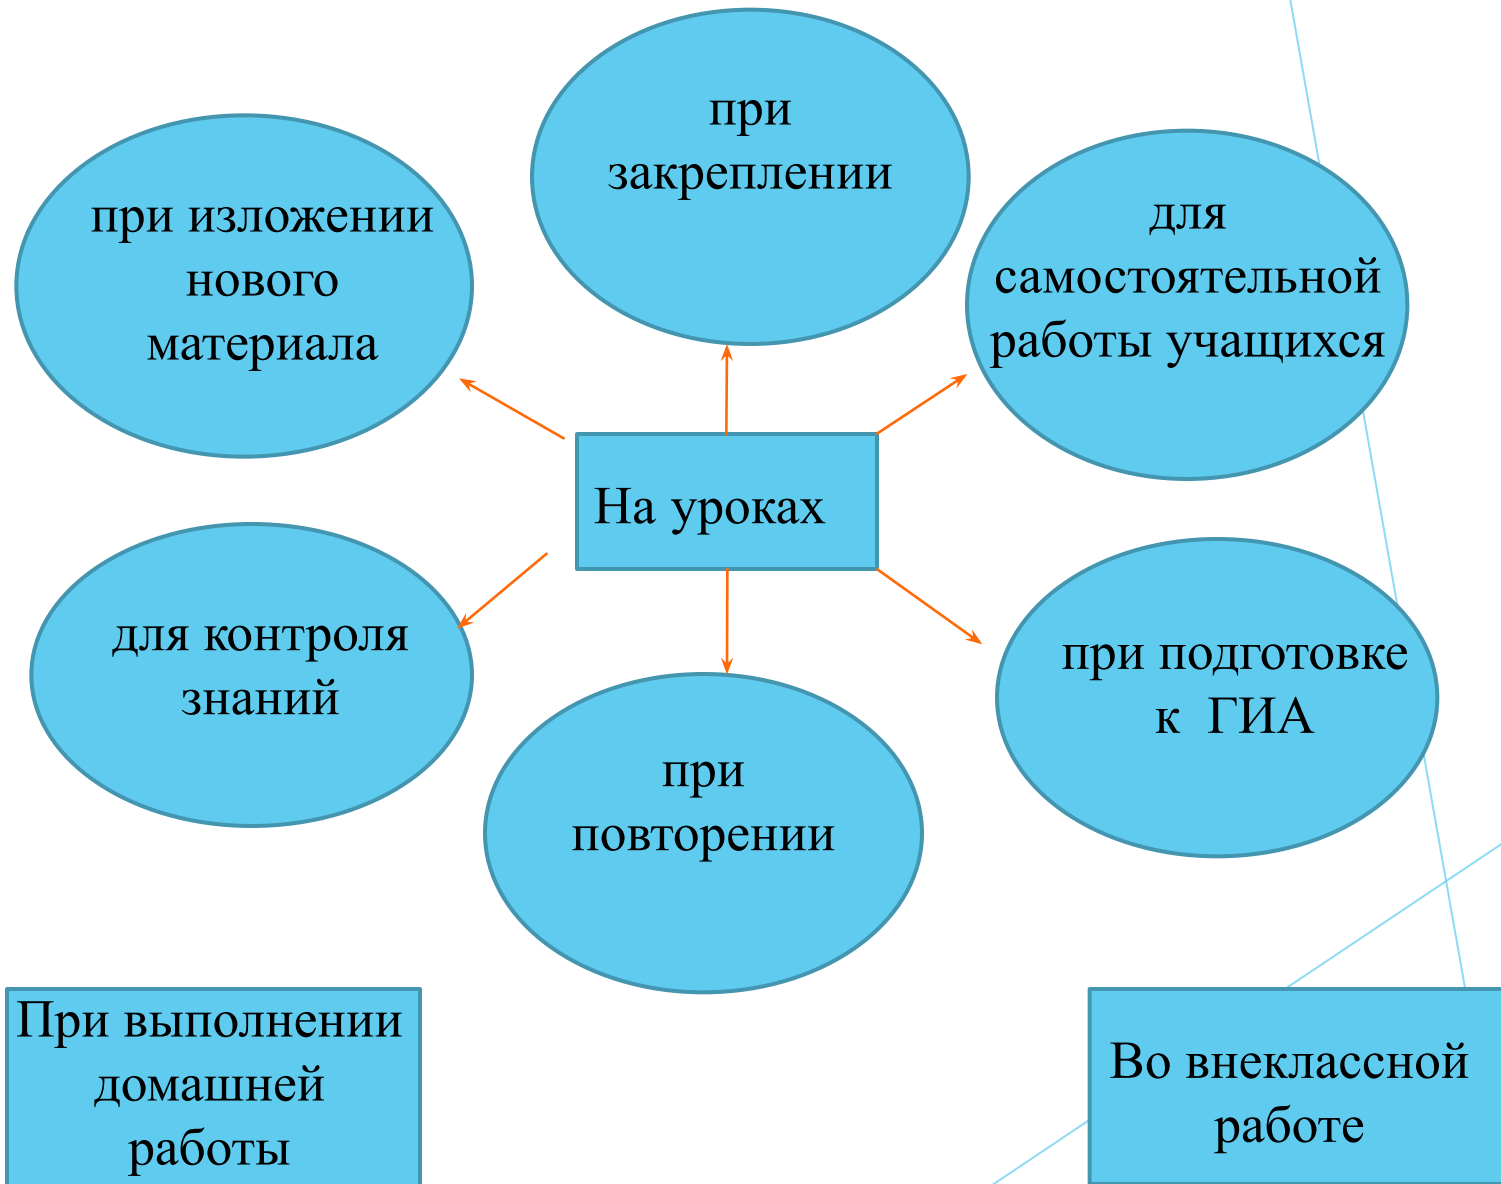 при
закреплении
при изложении
нового
материала
для
самостоятельной
работы учащихся
На уроках
для контроля
знаний
при подготовке
к  ГИА
при
повторении
При выполнении
домашней
работы
Во внеклассной
работе